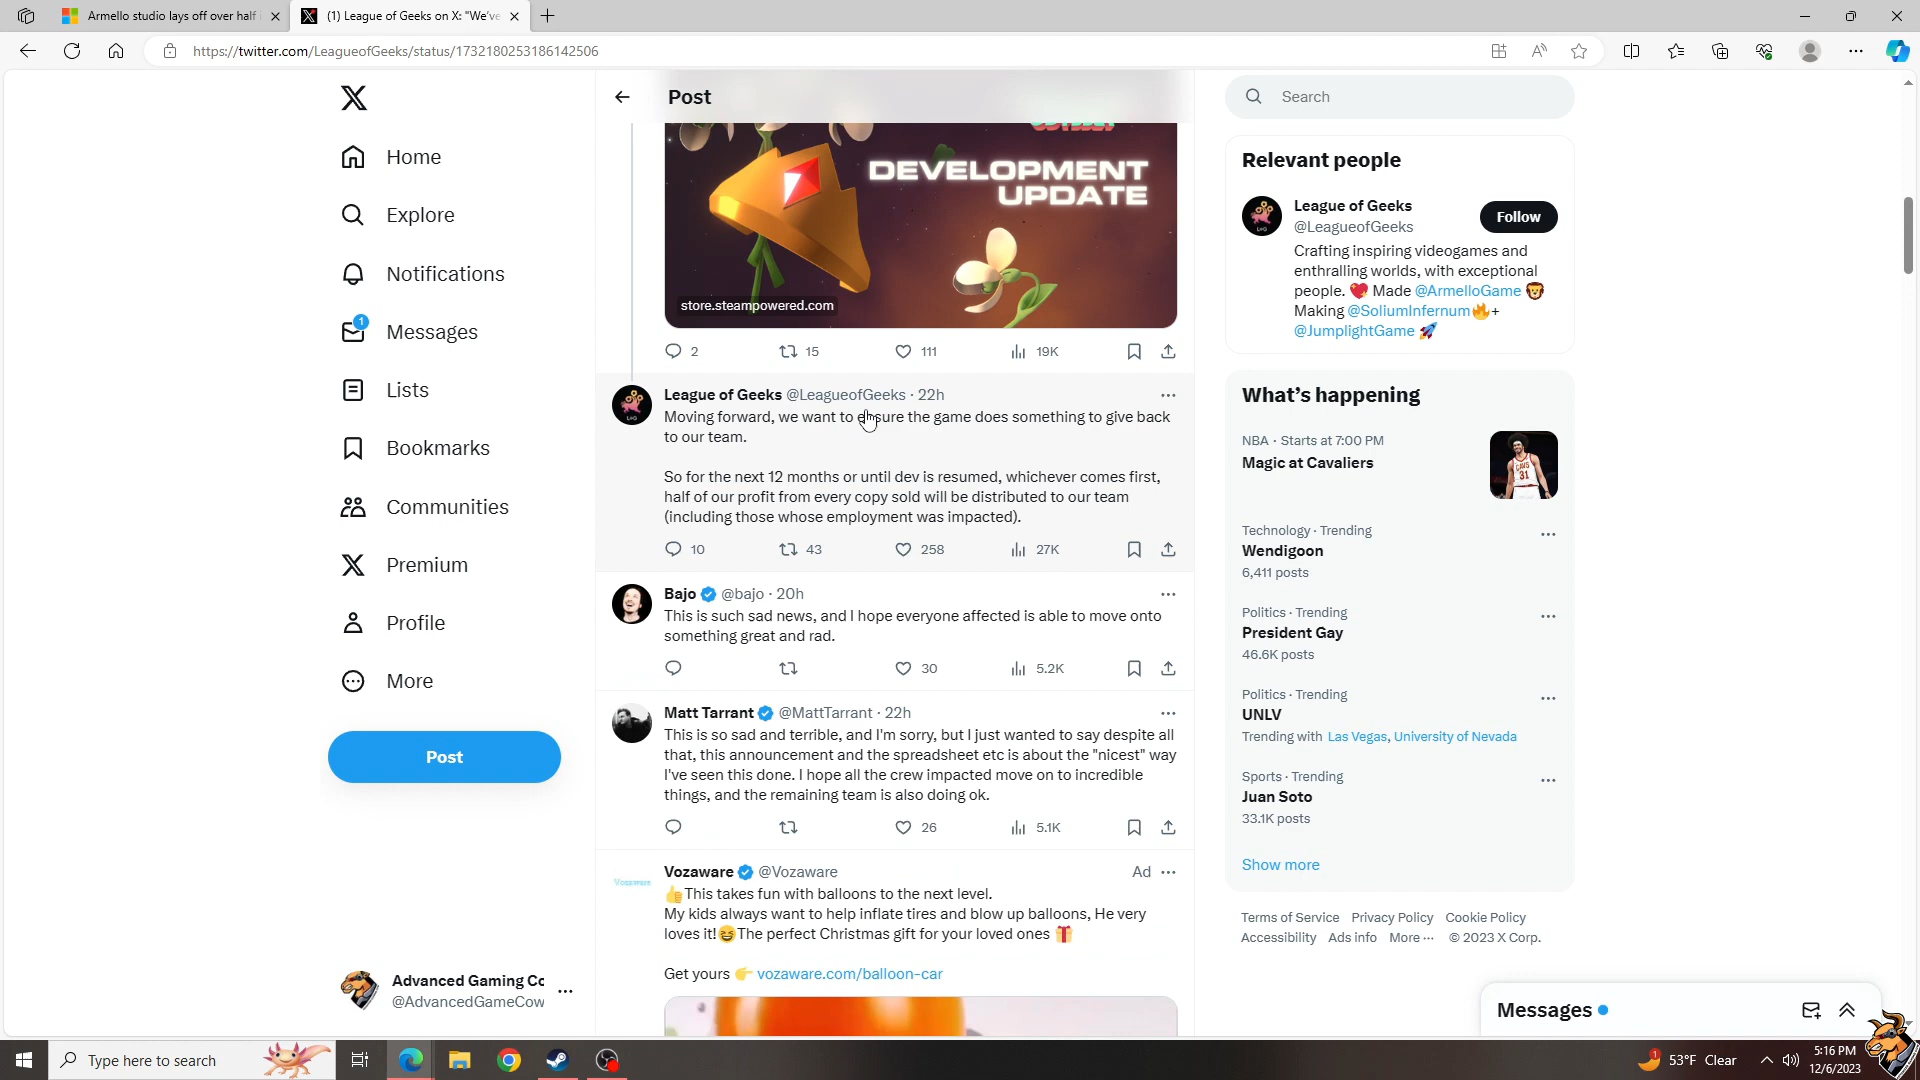 Armello studio lays off over half
(1) League of Geeks on X: "We've
https://twitter.com/LeagueofGeeks/status/1732180253186142506
Post
Search
Home
Explore
Notifications
1
Messages
Lists
Bookmarks
Communities
Premium
Profile
More
Post
Advanced Gaming Co
@AdvancedGameCow
ODYSSEY
DEVELOPMENT
UPDATE
store.steampowered.com
2 15 111 19K
League of Geeks @LeagueofGeeks · 22h
Moving forward, we want to ensure the game does something to give back
to our team.
So for the next 12 months or until dev is resumed, whichever comes first,
half of our profit from every copy sold will be distributed to our team
(including those whose employment was impacted).
10 43 258 27K
Bajo @bajo · 20h
This is such sad news, and I hope everyone affected is able to move onto
something great and rad.
30 5.2K
Matt Tarrant @MattTarrant · 22h
This is so sad and terrible, and I'm sorry, but I just wanted to say despite all
that, this announcement and the spreadsheet etc is about the "nicest" way
I've seen this done. I hope all the crew impacted move on to incredible
things, and the remaining team is also doing ok.
26 5.1K
Vozaware
Vozaware @Vozaware Ad
👍This takes fun with balloons to the next level.
My kids always want to help inflate tires and blow up balloons, He very
loves it!😆The perfect Christmas gift for your loved ones 🎁
Get yours 👉 vozaware.com/balloon-car
Relevant people
League of Geeks
@LeagueofGeeks
Follow
Crafting inspiring videogames and
enthralling worlds, with exceptional
people. 💖 Made @ArmelloGame 🦁
Making @SoliumInfernum🔥+
@JumplightGame 🚀
What's happening
NBA · Starts at 7:00 PM
Magic at Cavaliers
Technology · Trending
Wendigoon
6,411 posts
Politics · Trending
President Gay
46.6K posts
Politics · Trending
UNLV
Trending with Las Vegas, University of Nevada
Sports · Trending
Juan Soto
33.1K posts
Show more
Terms of Service Privacy Policy Cookie Policy
Accessibility Ads info More ··· © 2023 X Corp.
Messages
Type here to search
1
53°F Clear
5:16 PM
12/6/2023